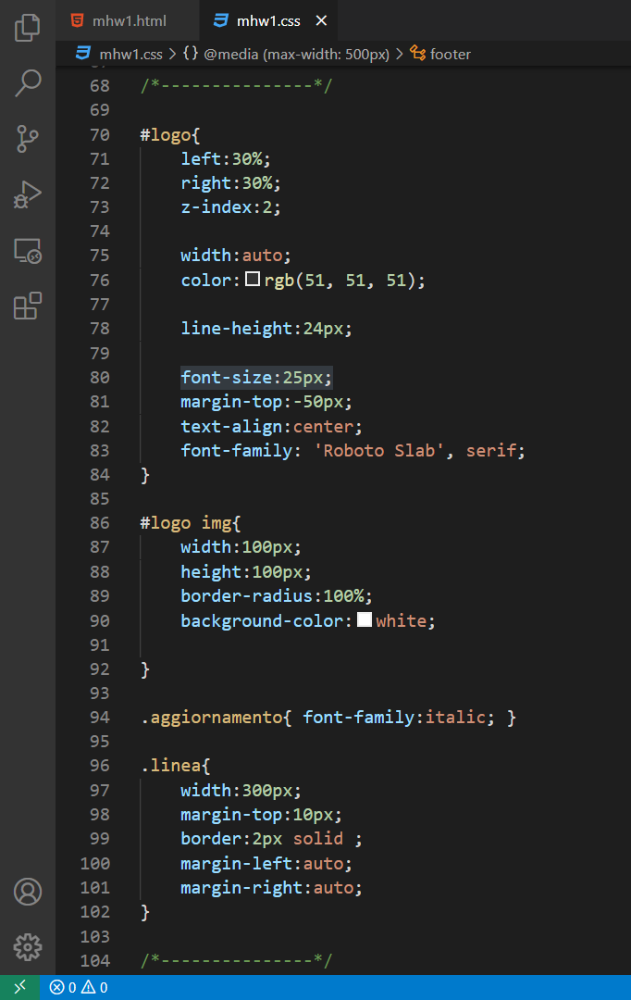 mhw1.html
mhw1.css
mhw1.css > {} @media (max-width: 500px) > footer
68 /*---------------*/
69
70 #logo{
71 left:30%;
72 right:30%;
73 z-index:2;
74
75 width:auto;
76 color:rgb(51, 51, 51);
77
78 line-height:24px;
79
80 font-size:25px;
81 margin-top:-50px;
82 text-align:center;
83 font-family: 'Roboto Slab', serif;
84 }
85
86 #logo img{
87 width:100px;
88 height:100px;
89 border-radius:100%;
90 background-color:white;
91
92 }
93
94 .aggiornamento{ font-family:italic; }
95
96 .linea{
97 width:300px;
98 margin-top:10px;
99 border:2px solid ;
100 margin-left:auto;
101 margin-right:auto;
102 }
103
104 /*---------------*/
0 0